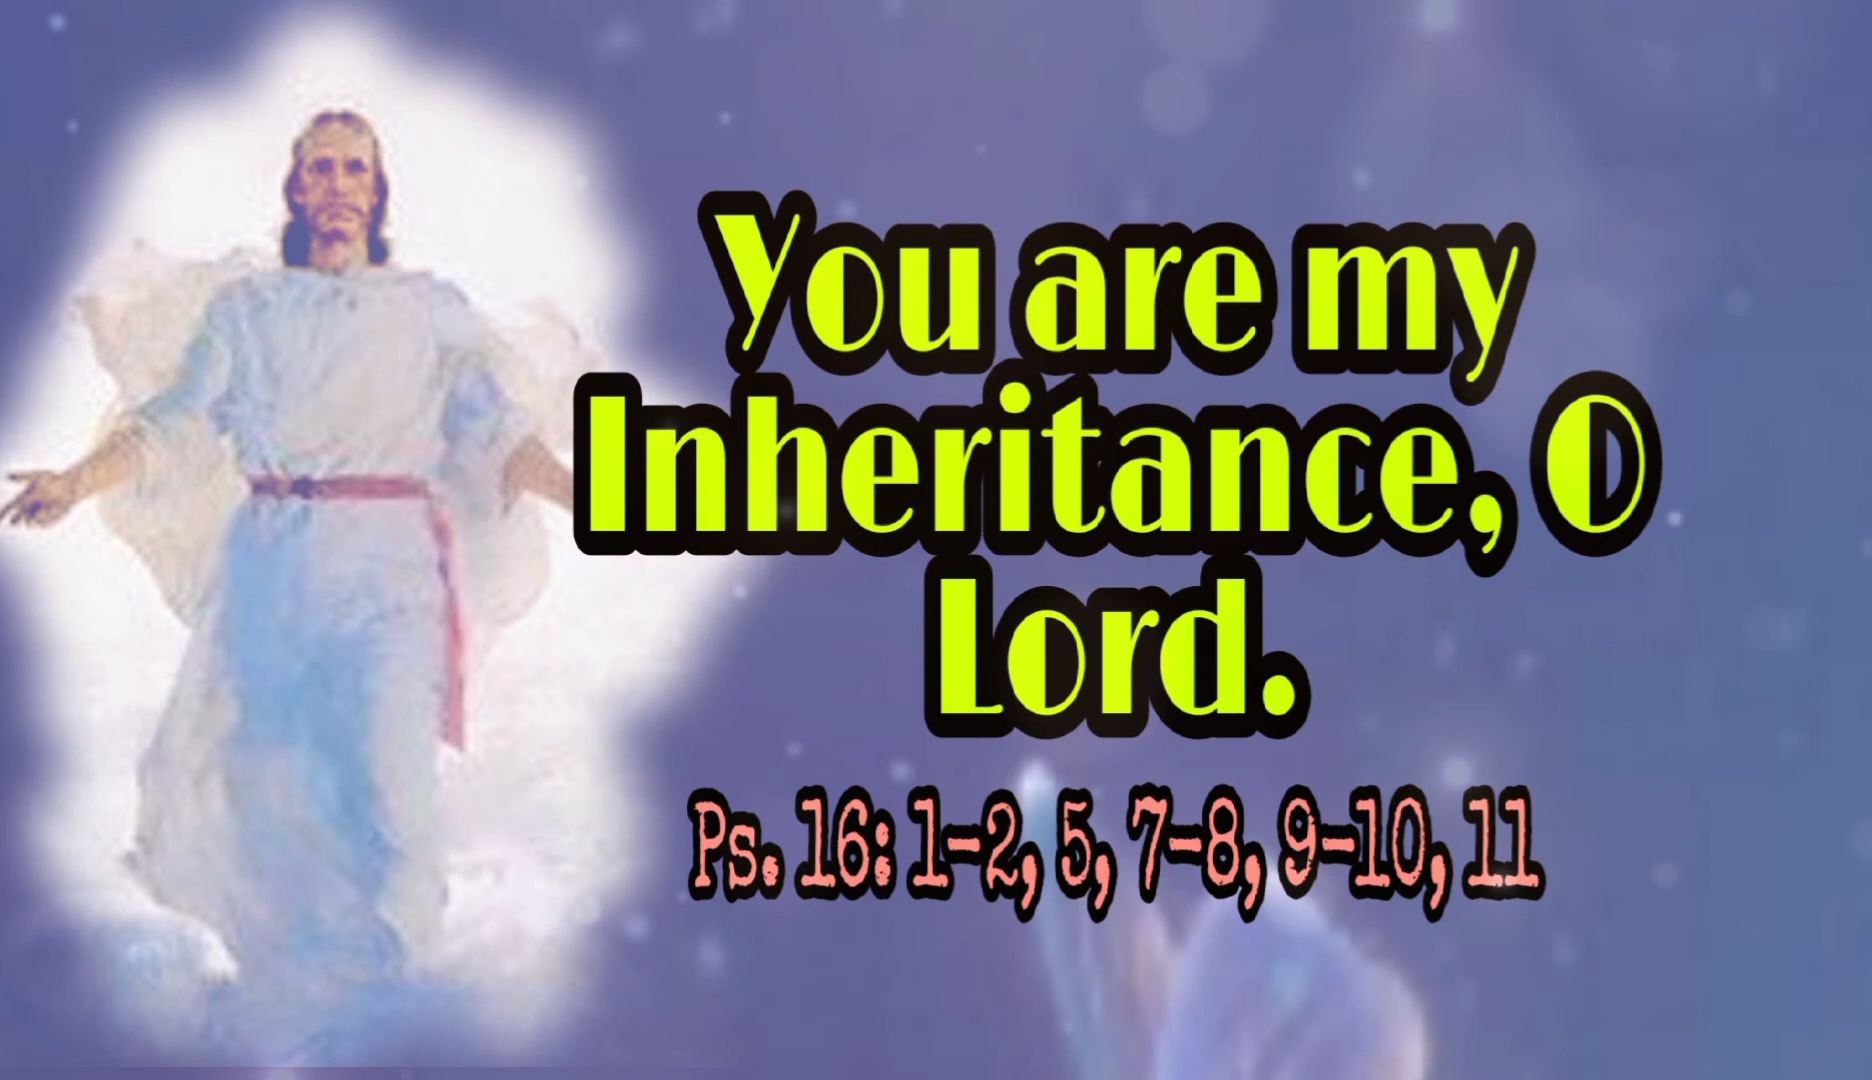 You are my
Inheritance, O
Lord.
Ps. 16: 1-2, 5, 7-8, 9-10, 11